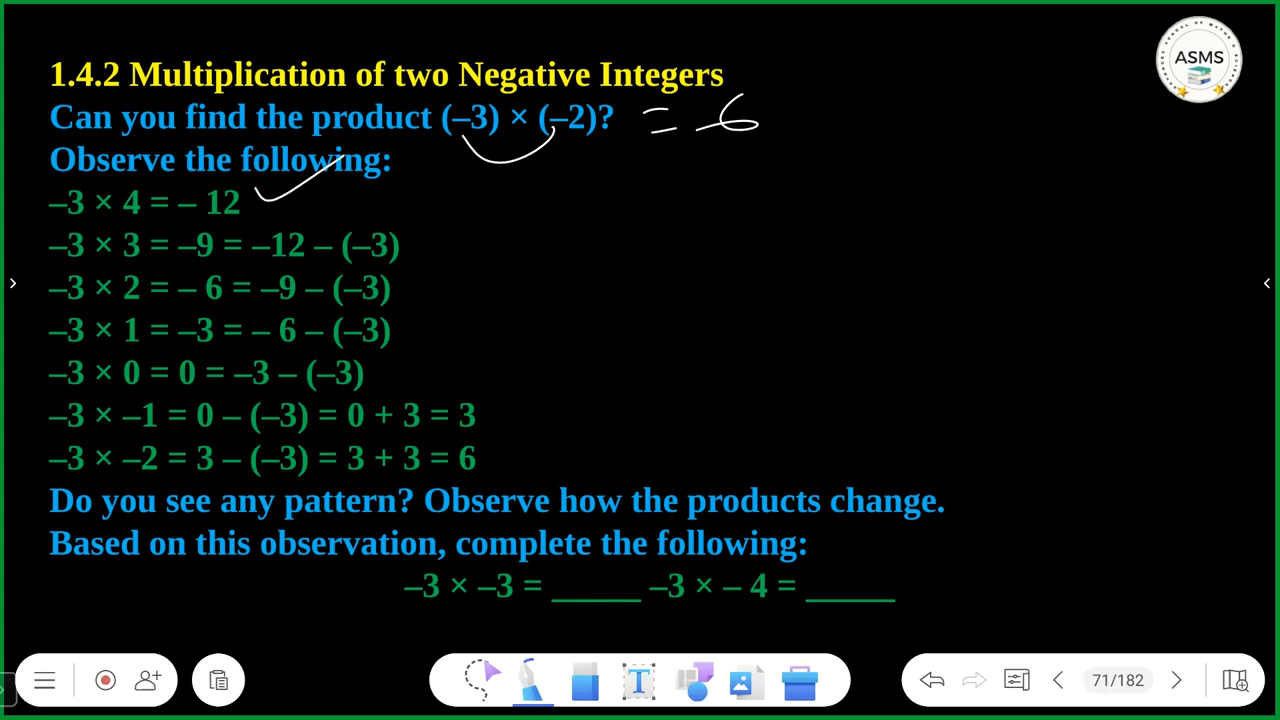 ASMS
1.4.2 Multiplication of two Negative Integers
Can you find the product (–3) × (–2)? = -6
Observe the following:
–3 × 4 = – 12
–3 × 3 = –9 = –12 – (–3)
–3 × 2 = – 6 = –9 – (–3)
–3 × 1 = –3 = – 6 – (–3)
–3 × 0 = 0 = –3 – (–3)
–3 × –1 = 0 – (–3) = 0 + 3 = 3
–3 × –2 = 3 – (–3) = 3 + 3 = 6
Do you see any pattern? Observe how the products change.
Based on this observation, complete the following:
–3 × –3 = _____ –3 × – 4 = _____
71/182